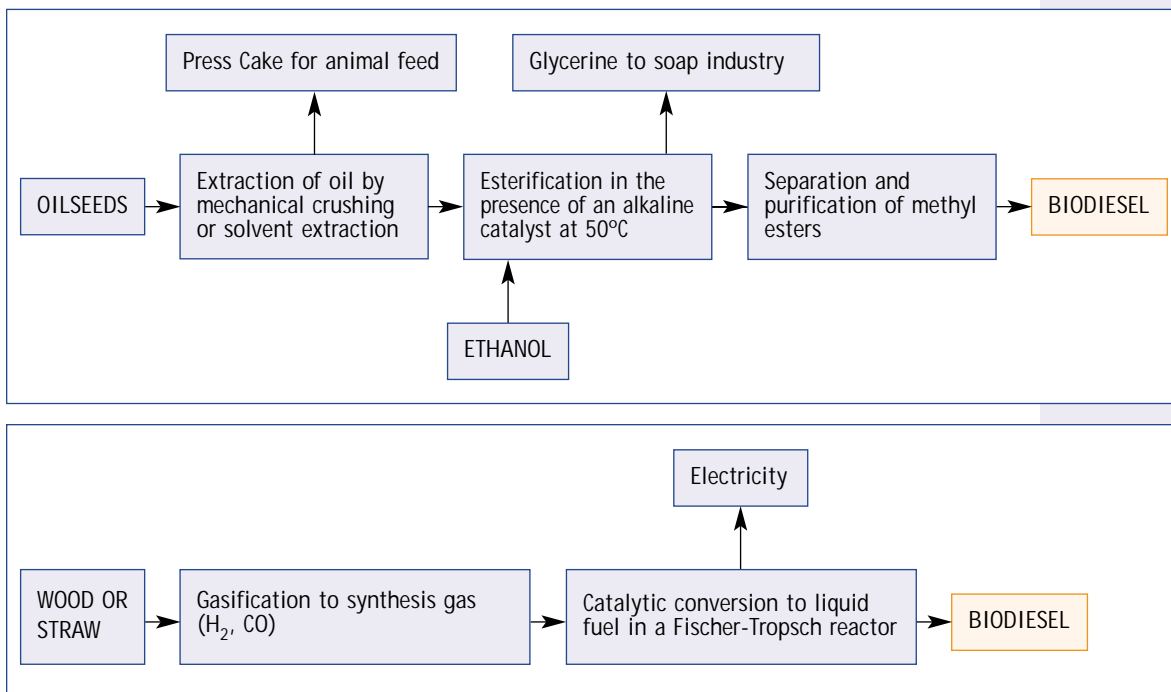 Press Cake for animal feed
Glycerine to soap industry
OILSEEDS
Extraction of oil by
mechanical crushing
or solvent extraction
Esterification in the
presence of an alkaline
catalyst at 50ºC
Separation and
purification of methyl
esters
BIODIESEL
ETHANOL
Electricity
WOOD OR
STRAW
Gasification to synthesis gas
(H₂, CO)
Catalytic conversion to liquid
fuel in a Fischer-Tropsch reactor
BIODIESEL